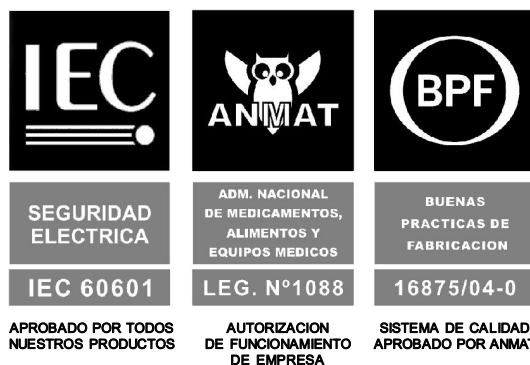 IEC
SEGURIDAD
ELECTRICA
IEC 60601
APROBADO POR TODOS
NUESTROS PRODUCTOS
ANMAT
ADM. NACIONAL
DE MEDICAMENTOS,
ALIMENTOS Y
EQUIPOS MEDICOS
LEG. Nº1088
AUTORIZACION
DE FUNCIONAMIENTO
DE EMPRESA
BPF
BUENAS
PRACTICAS DE
FABRICACION
16875/04-0
SISTEMA DE CALIDAD
APROBADO POR ANMAT